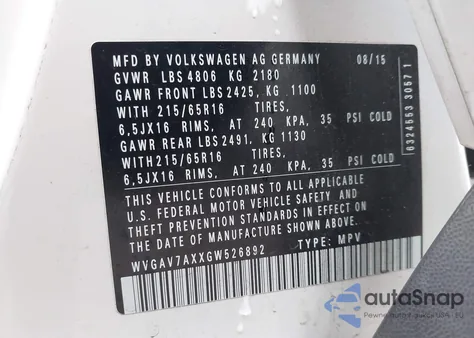 MFD BY VOLKSWAGEN AG GERMANY 08/15
GVWR LBS 4806 KG 2180
GAWR FRONT LBS 2425, KG 1100
WITH 215/65R16 TIRES,
6,5JX16 RIMS, AT 240 KPA, 35 PSI COLD
GAWR REAR LBS 2491, KG 1130
WITH 215/65R16 TIRES,
6,5JX16 RIMS, AT 240 KPA, 35 PSI COLD
THIS VEHICLE CONFORMS TO ALL APPLICABLE
U.S. FEDERAL MOTOR VEHICLE SAFETY AND
THEFT PREVENTION STANDARDS IN EFFECT ON
THE DATE OF MANUFACTURE SHOWN ABOVE
WVGAV7AXXGW526892 TYPE: MPV
6324553 3057 1
autoSnap